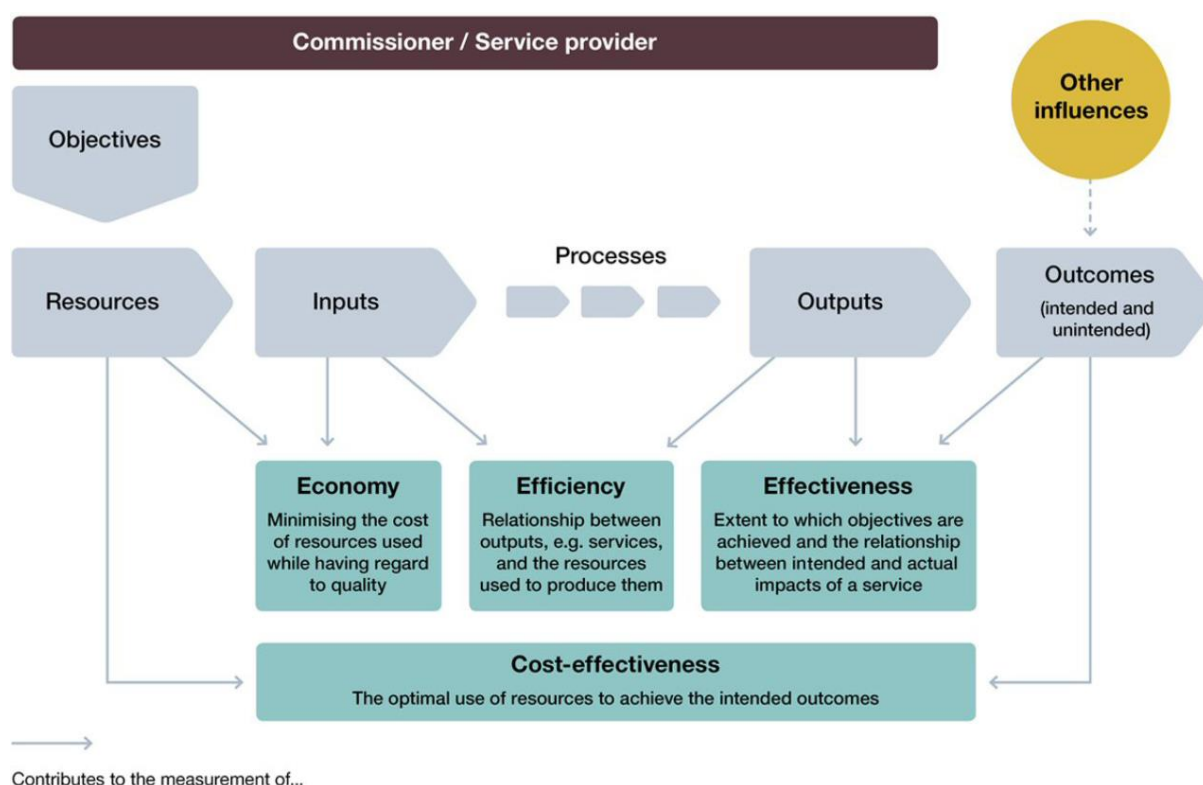 Commissioner / Service provider
Other
influences
Objectives
Resources
Inputs
Processes
Outputs
Outcomes
(intended and
unintended)
Economy
Minimising the cost
of resources used
while having regard
to quality
Efficiency
Relationship between
outputs, e.g. services,
and the resources
used to produce them
Effectiveness
Extent to which objectives are
achieved and the relationship
between intended and actual
impacts of a service
Cost-effectiveness
The optimal use of resources to achieve the intended outcomes
Contributes to the measurement of...